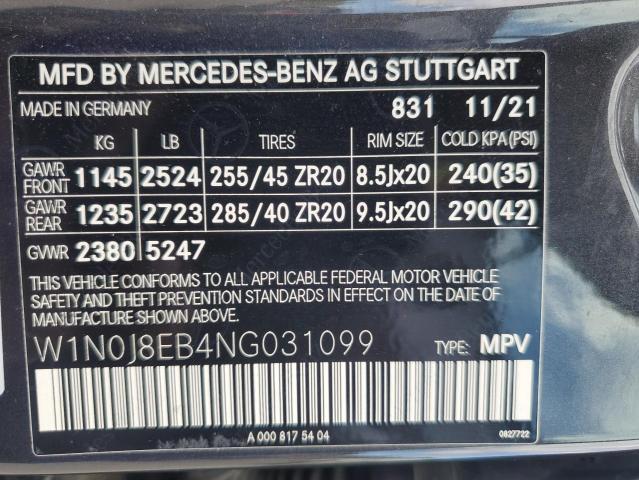 MFD BY MERCEDES-BENZ AG STUTTGART
MADE IN GERMANY 831 11/21
KG LB TIRES RIM SIZE COLD KPA(PSI)
GAWR FRONT 1145 2524 255/45 ZR20 8.5Jx20 240(35)
GAWR REAR 1235 2723 285/40 ZR20 9.5Jx20 290(42)
GVWR 2380 5247
THIS VEHICLE CONFORMS TO ALL APPLICABLE FEDERAL MOTOR VEHICLE
SAFETY AND THEFT PREVENTION STANDARDS IN EFFECT ON THE DATE OF
MANUFACTURE SHOWN ABOVE.
W1N0J8EB4NG031099 TYPE: MPV
A 000 817 54 04 0827722